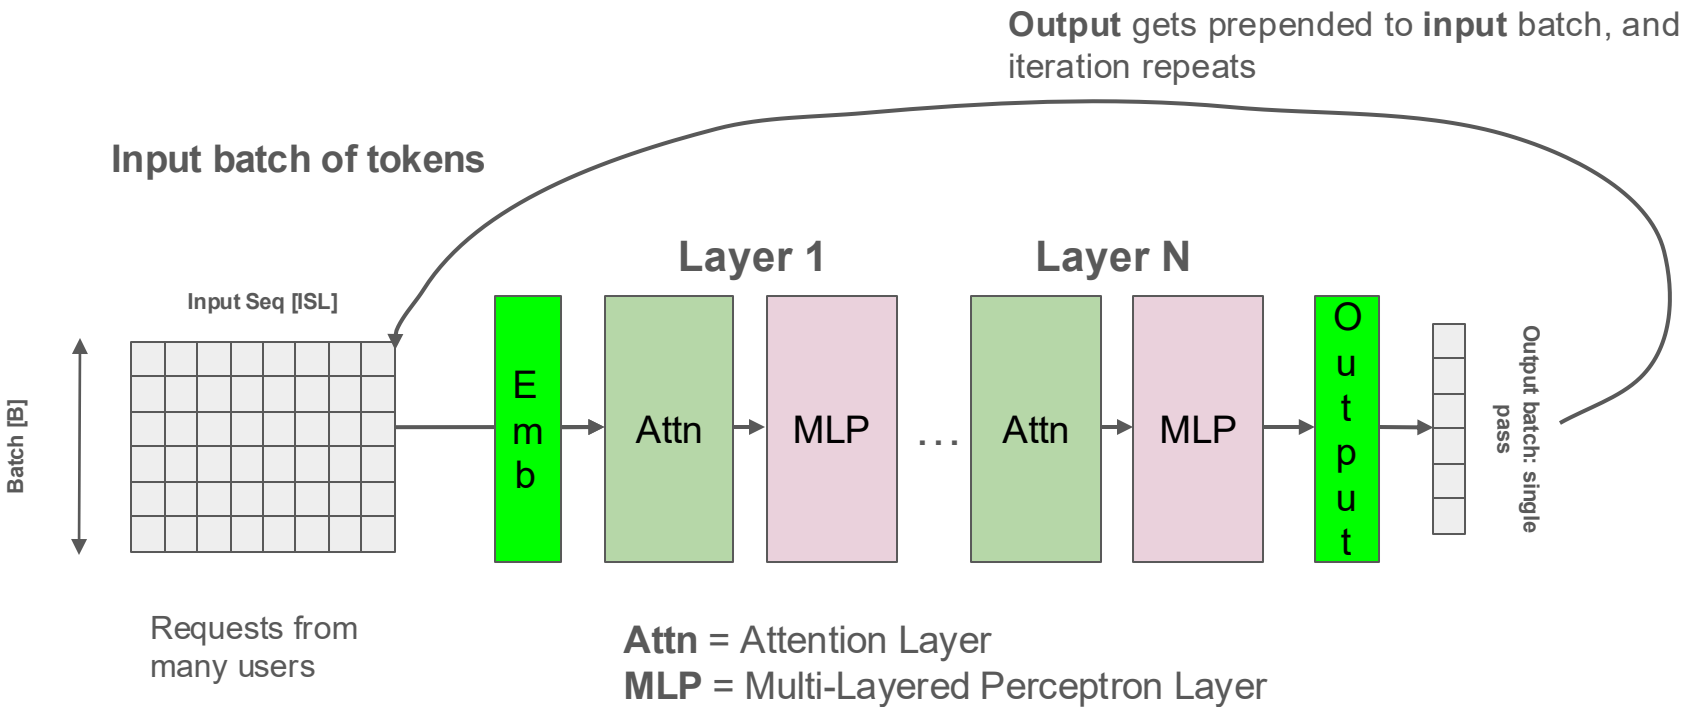 Output gets prepended to input batch, and
iteration repeats
Input batch of tokens
Layer 1
Layer N
Input Seq [ISL]
Batch [B]
Emb
Attn
MLP
...
Attn
MLP
Output
Output batch: single
pass
Requests from
many users
Attn = Attention Layer
MLP = Multi-Layered Perceptron Layer